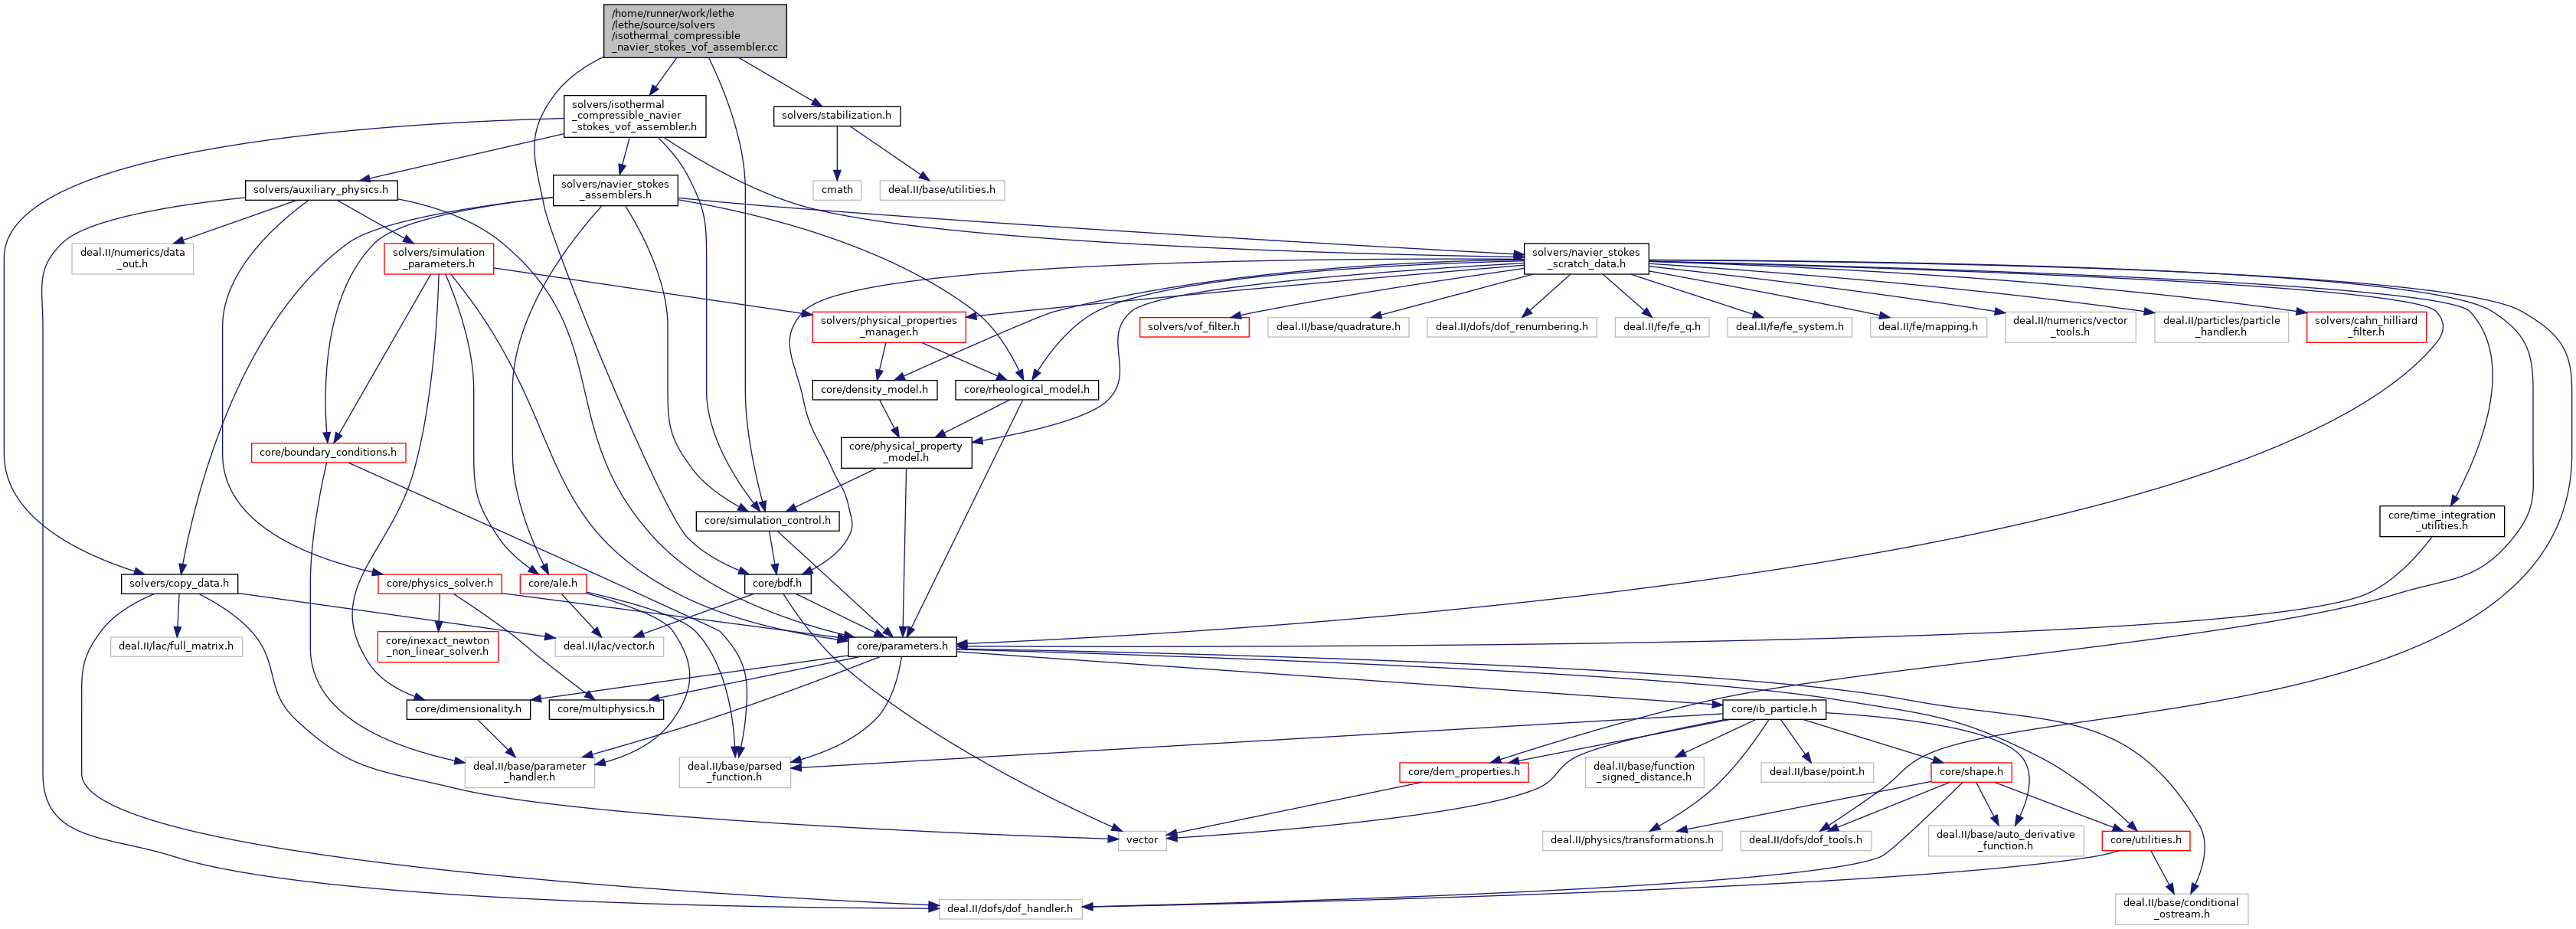 /home/runner/work/lethe
/lethe/source/solvers
/isothermal_compressible
_navier_stokes_vof_assembler.cc
solvers/isothermal
_compressible_navier
_stokes_vof_assembler.h
solvers/stabilization.h
solvers/auxiliary_physics.h
solvers/navier_stokes
_assemblers.h
cmath
deal.II/base/utilities.h
deal.II/numerics/data
_out.h
solvers/simulation
_parameters.h
solvers/navier_stokes
_scratch_data.h
solvers/physical_properties
_manager.h
solvers/vof_filter.h
deal.II/base/quadrature.h
deal.II/dofs/dof_renumbering.h
deal.II/fe/fe_q.h
deal.II/fe/fe_system.h
deal.II/fe/mapping.h
deal.II/numerics/vector
_tools.h
deal.II/particles/particle
_handler.h
solvers/cahn_hilliard
_filter.h
core/density_model.h
core/rheological_model.h
core/boundary_conditions.h
core/physical_property
_model.h
core/simulation_control.h
core/time_integration
_utilities.h
solvers/copy_data.h
core/physics_solver.h
core/ale.h
core/bdf.h
deal.II/lac/full_matrix.h
core/inexact_newton
_non_linear_solver.h
deal.II/lac/vector.h
core/parameters.h
core/dimensionality.h
core/multiphysics.h
core/ib_particle.h
deal.II/base/parameter
_handler.h
deal.II/base/parsed
_function.h
core/dem_properties.h
deal.II/base/function
_signed_distance.h
deal.II/base/point.h
core/shape.h
vector
deal.II/physics/transformations.h
deal.II/dofs/dof_tools.h
deal.II/base/auto_derivative
_function.h
core/utilities.h
deal.II/dofs/dof_handler.h
deal.II/base/conditional
_ostream.h